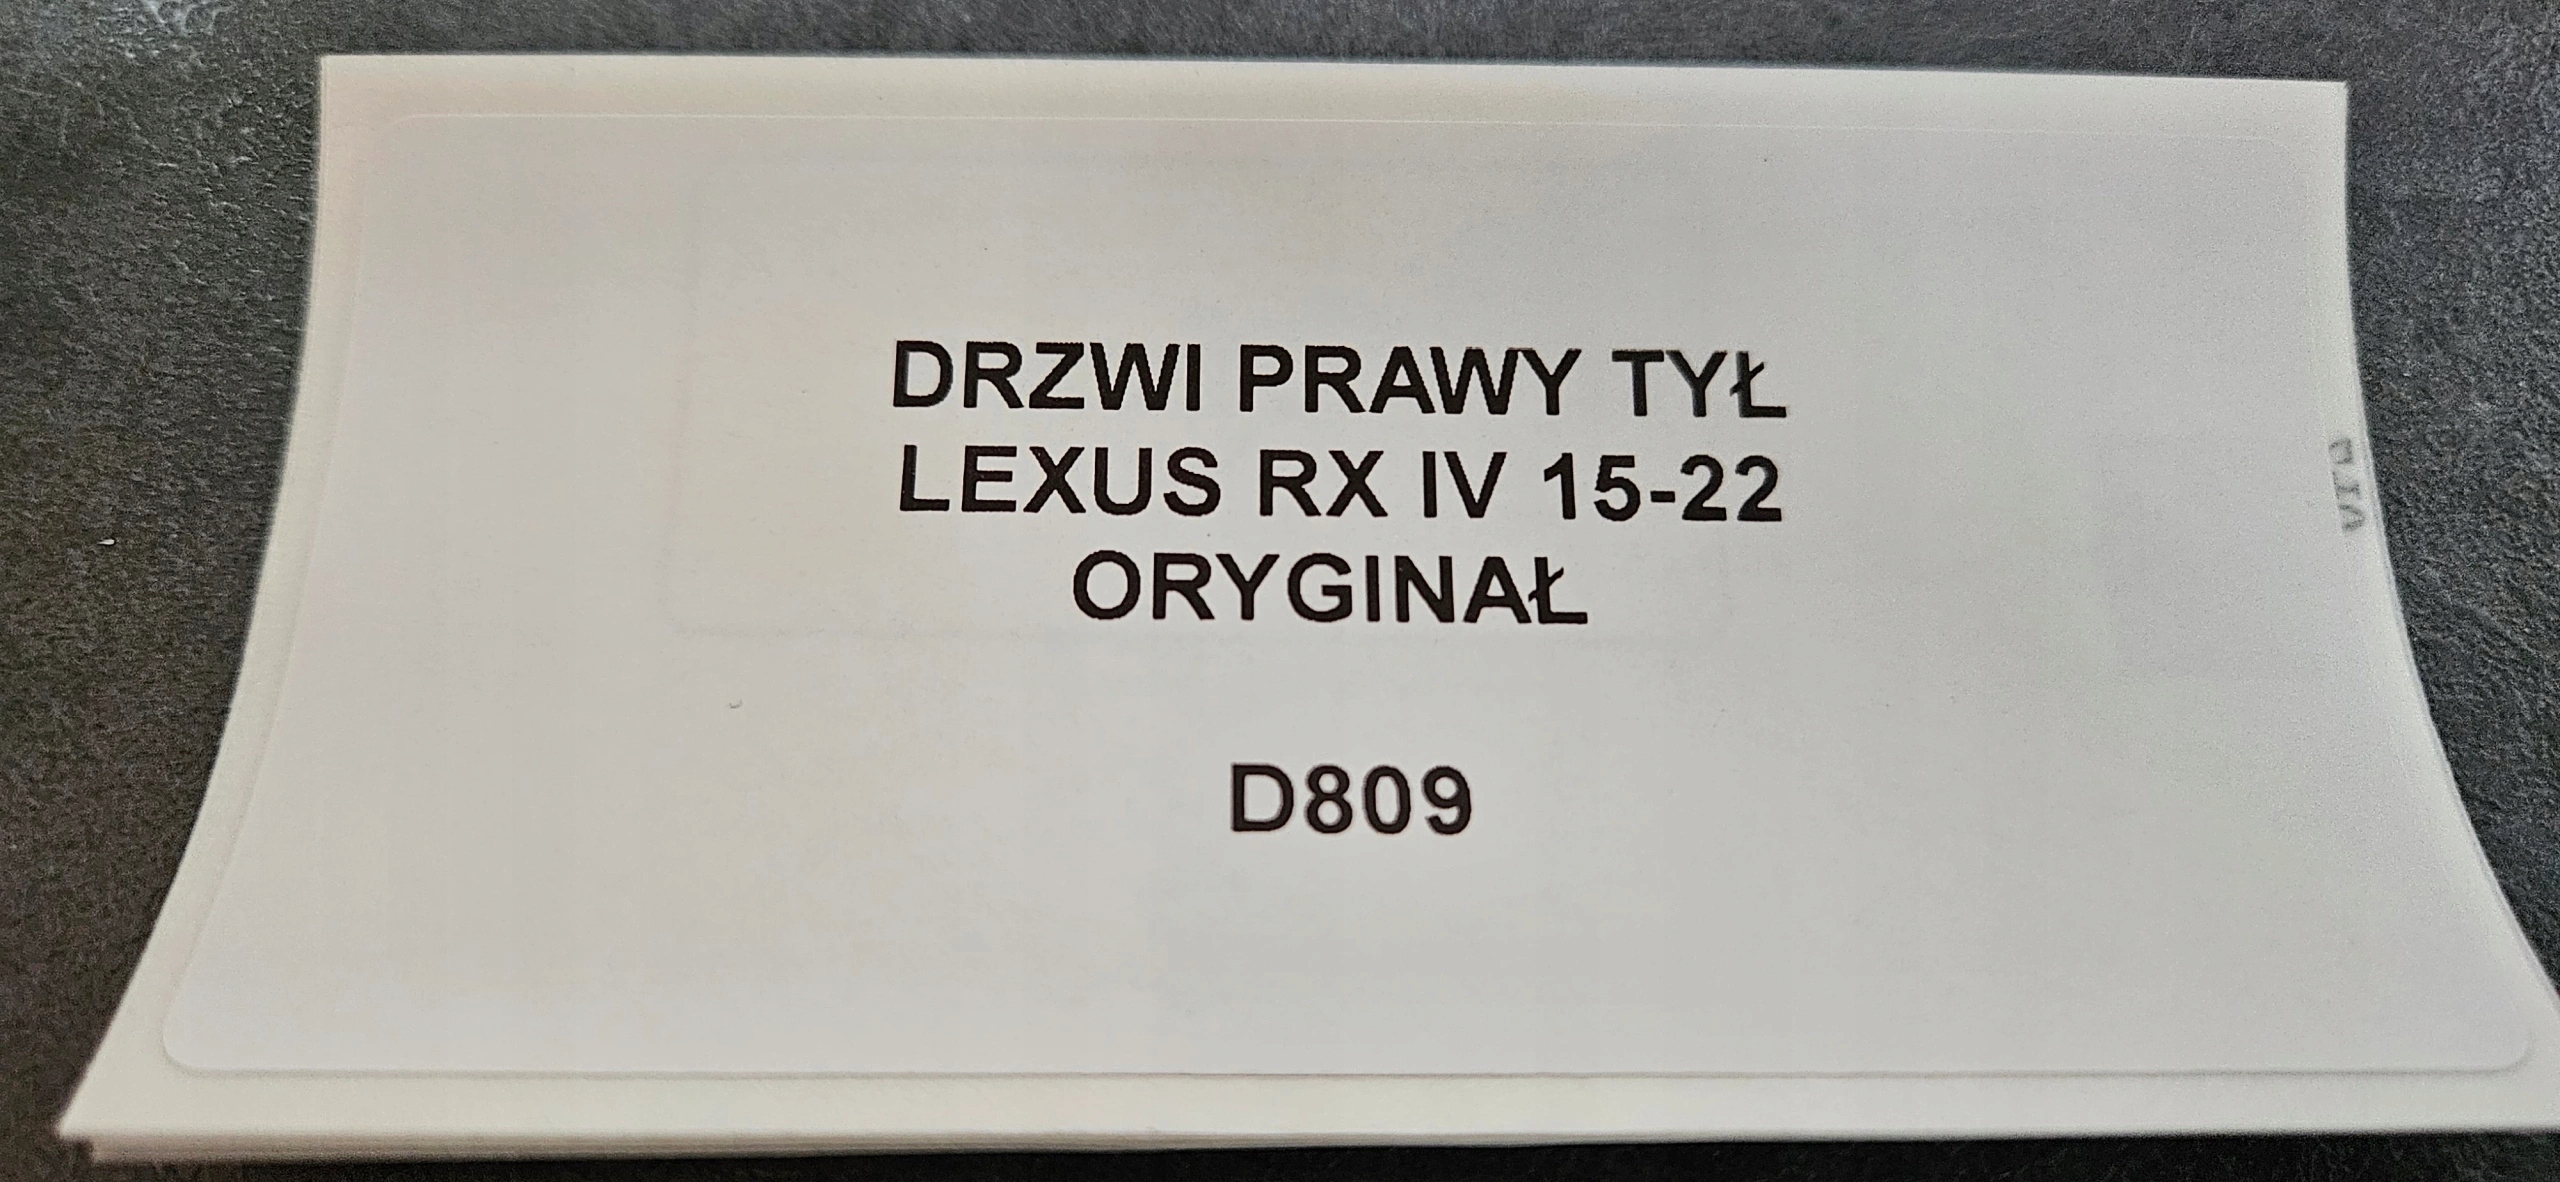 DRZWI PRAWY TYŁ
LEXUS RX IV 15-22
ORYGINAŁ
D809